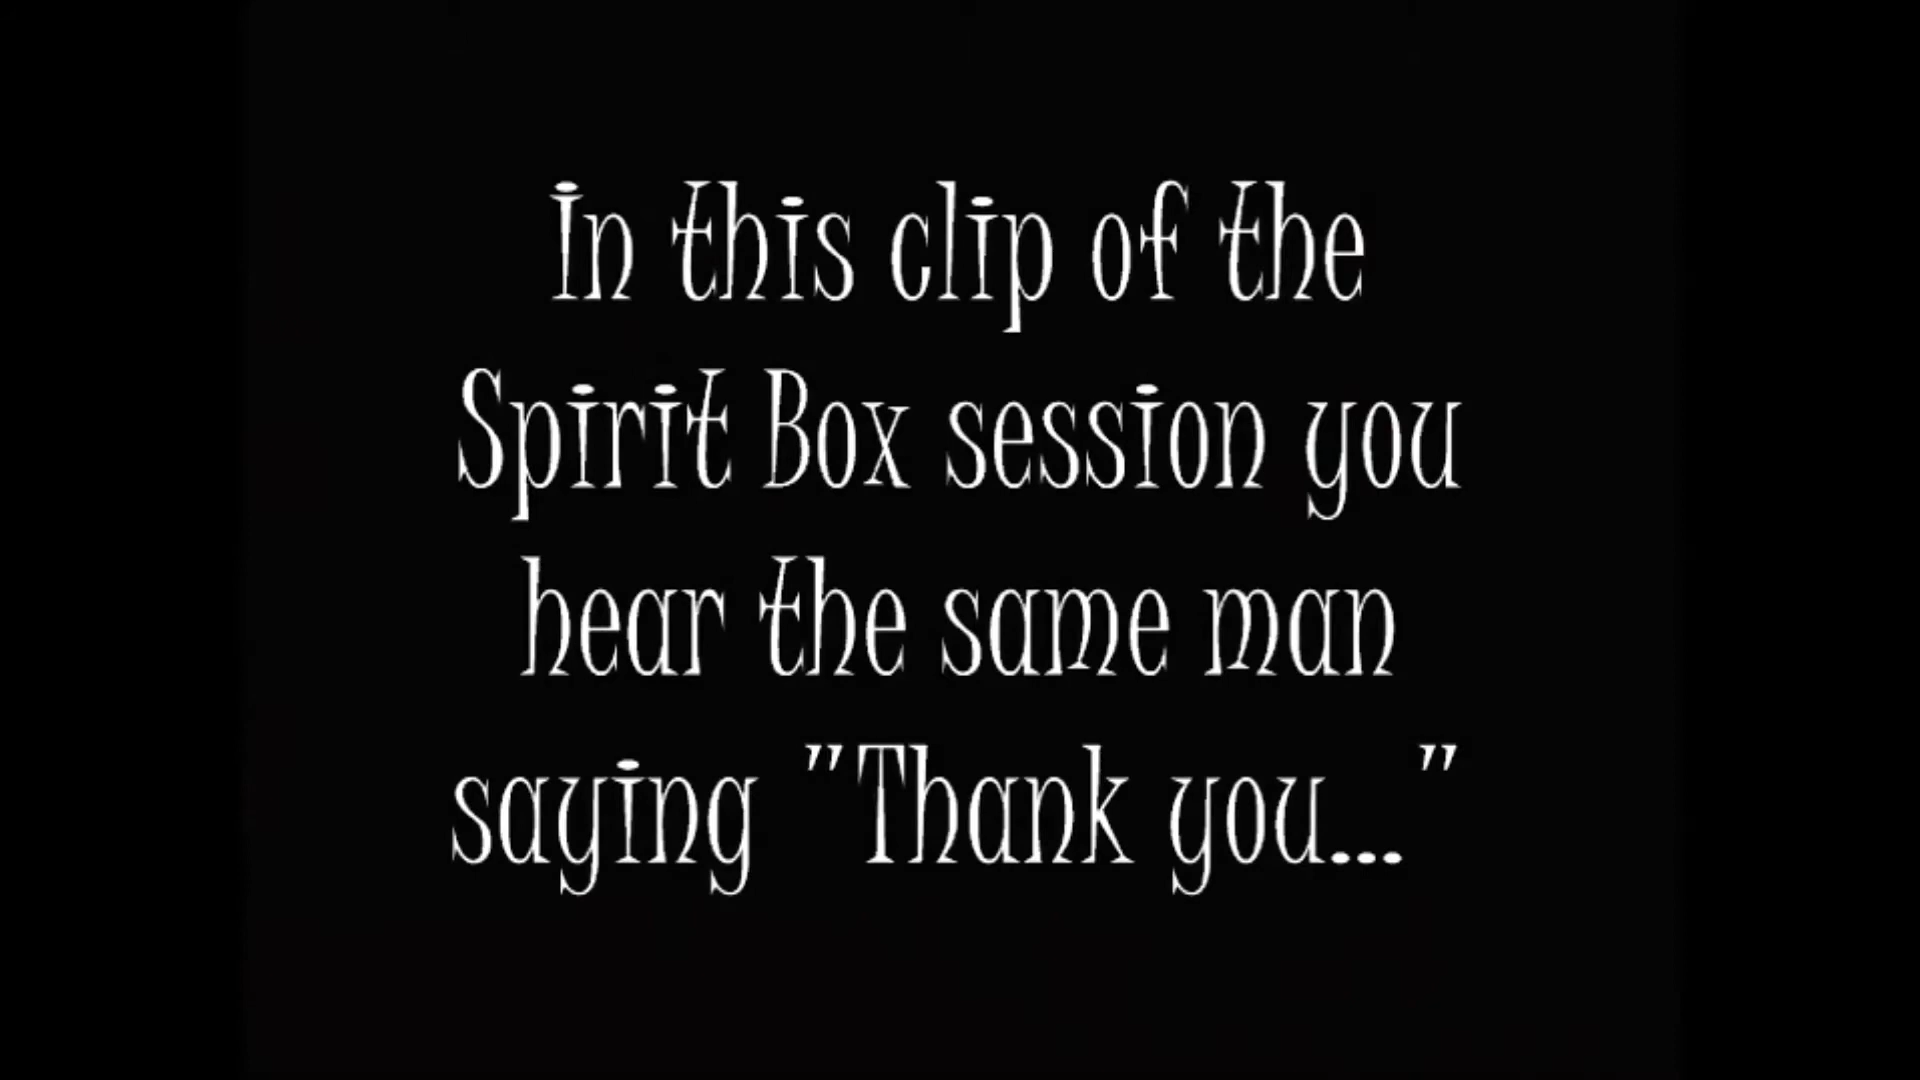 In this clip of the
Spirit Box session you
hear the same man
saying "Thank you..."